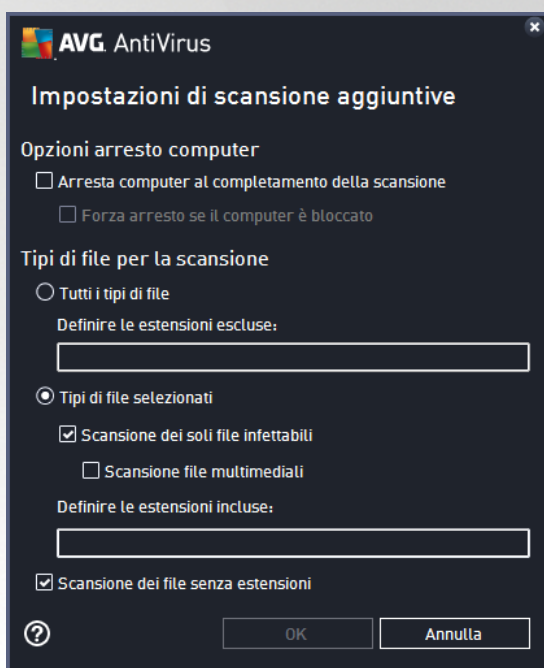 AVG. AntiVirus
Impostazioni di scansione aggiuntive
Opzioni arresto computer
Arresta computer al completamento della scansione
Forza arresto se il computer è bloccato
Tipi di file per la scansione
Tutti i tipi di file
Definire le estensioni escluse:
Tipi di file selezionati
Scansione dei soli file infettabili
Scansione file multimediali
Definire le estensioni incluse:
Scansione dei file senza estensioni
? OK Annulla